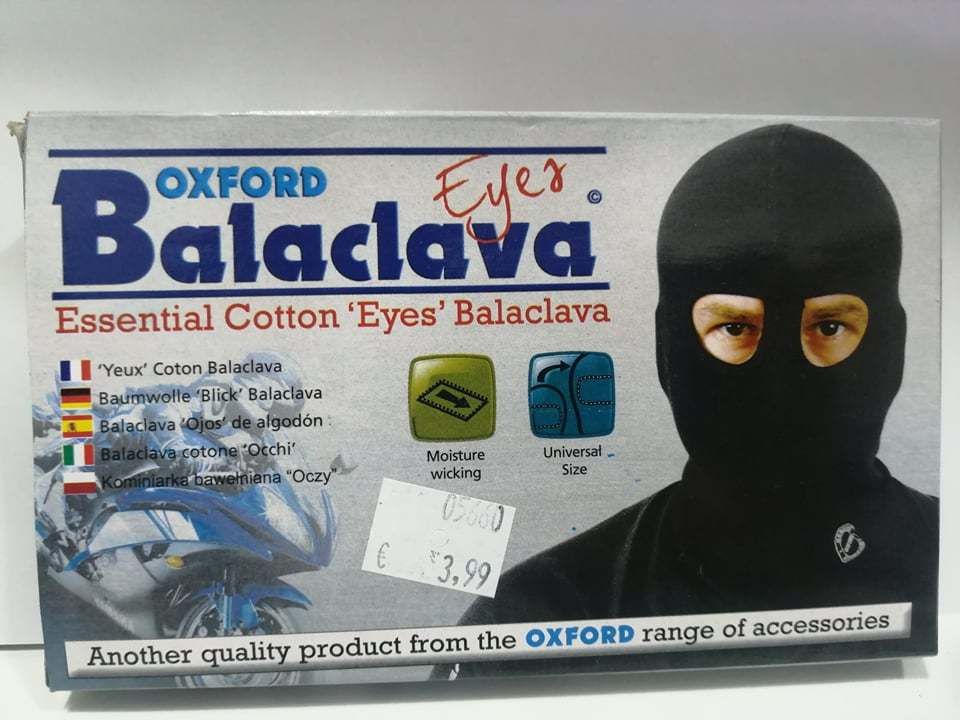 OXFORD
Eyes
Balaclava ©
Essential Cotton ‘Eyes’ Balaclava
‘Yeux’ Coton Balaclava
Baumwolle ‘Blick’ Balaclava
Balaclava ‘Ojos’ de algodón
Balaclava cotone ‘Occhi’
Kominiarka bawełniana “Oczy”
Moisture
wicking
Universal
Size
€ 3,99
Another quality product from the OXFORD range of accessories